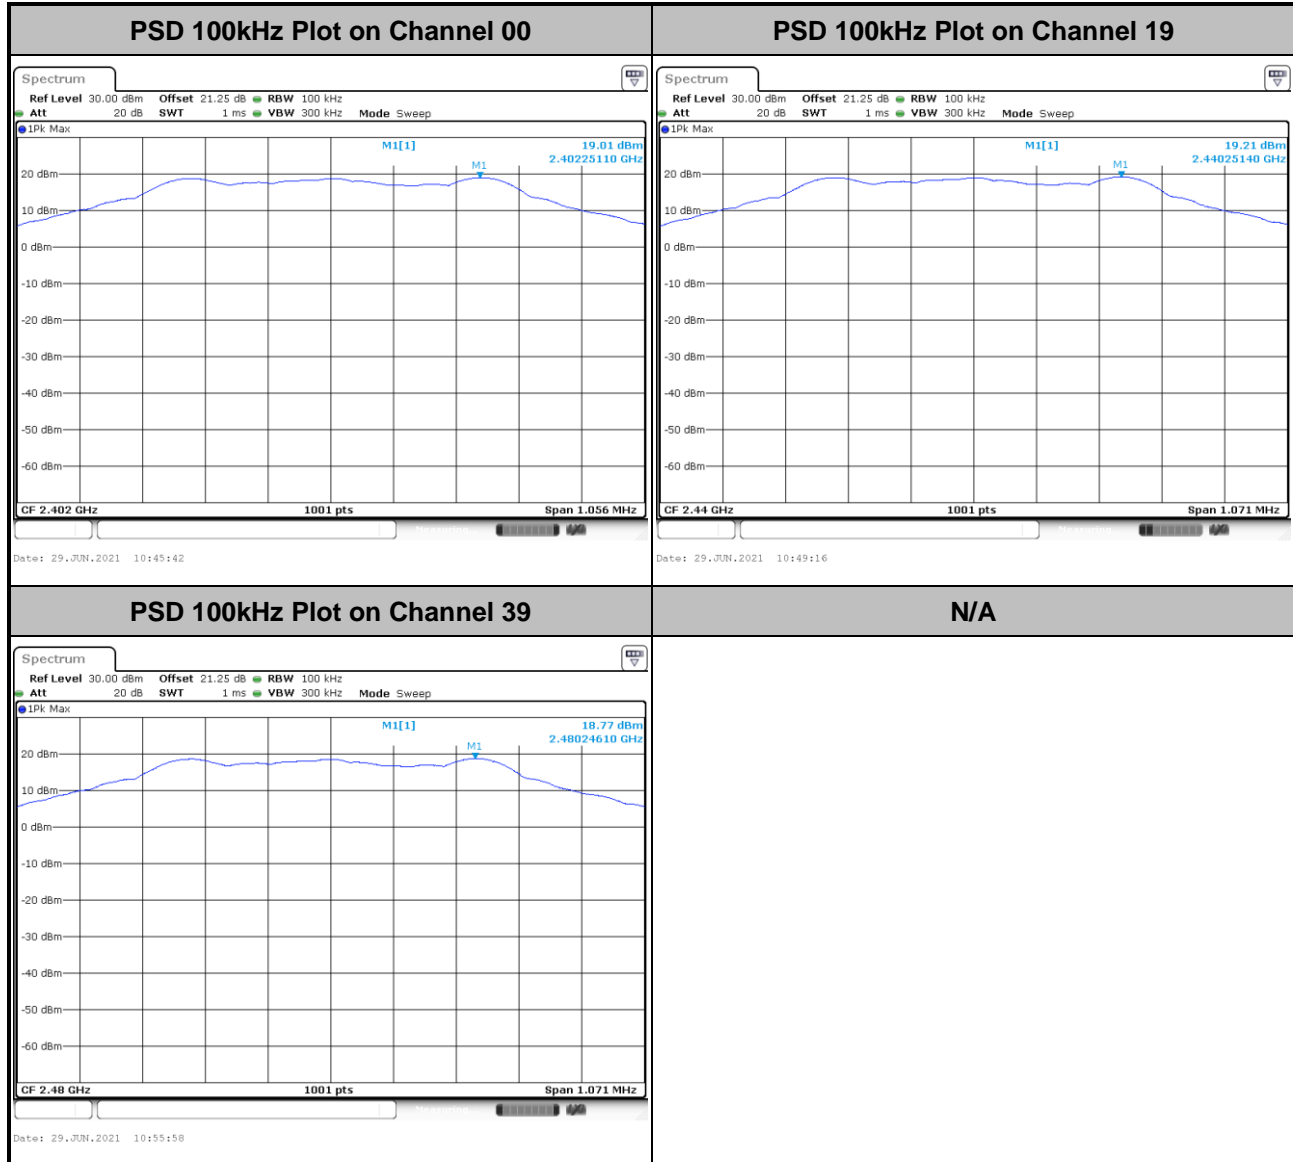 PSD 100kHz Plot on Channel 00
Spectrum
Ref Level 30.00 dBm Offset 21.25 dB RBW 100 kHz
Att 20 dB SWT 1 ms VBW 300 kHz Mode Sweep
1Pk Max
M1[1] 19.01 dBm
2.40225110 GHz
M1
20 dBm
10 dBm
0 dBm
-10 dBm
-20 dBm
-30 dBm
-40 dBm
-50 dBm
-60 dBm
CF 2.402 GHz 1001 pts Span 1.056 MHz
Date: 29.JUN.2021 10:45:42
PSD 100kHz Plot on Channel 19
Spectrum
Ref Level 30.00 dBm Offset 21.25 dB RBW 100 kHz
Att 20 dB SWT 1 ms VBW 300 kHz Mode Sweep
1Pk Max
M1[1] 19.21 dBm
2.44025140 GHz
M1
20 dBm
10 dBm
0 dBm
-10 dBm
-20 dBm
-30 dBm
-40 dBm
-50 dBm
-60 dBm
CF 2.44 GHz 1001 pts Span 1.071 MHz
Date: 29.JUN.2021 10:49:16
PSD 100kHz Plot on Channel 39
Spectrum
Ref Level 30.00 dBm Offset 21.25 dB RBW 100 kHz
Att 20 dB SWT 1 ms VBW 300 kHz Mode Sweep
1Pk Max
M1[1] 18.77 dBm
2.48024610 GHz
M1
20 dBm
10 dBm
0 dBm
-10 dBm
-20 dBm
-30 dBm
-40 dBm
-50 dBm
-60 dBm
CF 2.48 GHz 1001 pts Span 1.071 MHz
Date: 29.JUN.2021 10:55:58
N/A